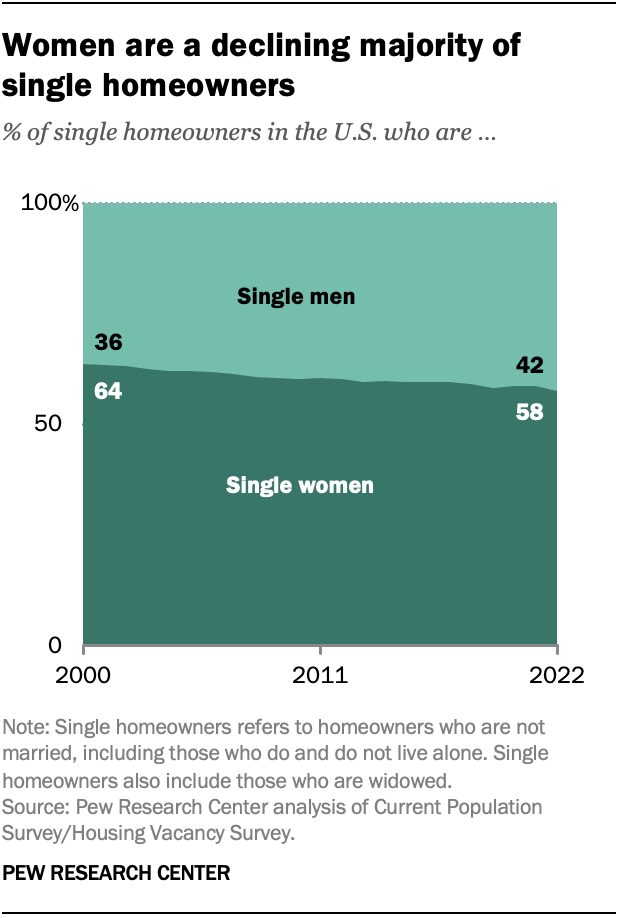 Women are a declining majority of
single homeowners
% of single homeowners in the U.S. who are ...
100%
Single men
36
42
64
58
50
Single women
0
2000
2011
2022
Note: Single homeowners refers to homeowners who are not
married, including those who do and do not live alone. Single
homeowners also include those who are widowed.
Source: Pew Research Center analysis of Current Population
Survey/Housing Vacancy Survey.
PEW RESEARCH CENTER